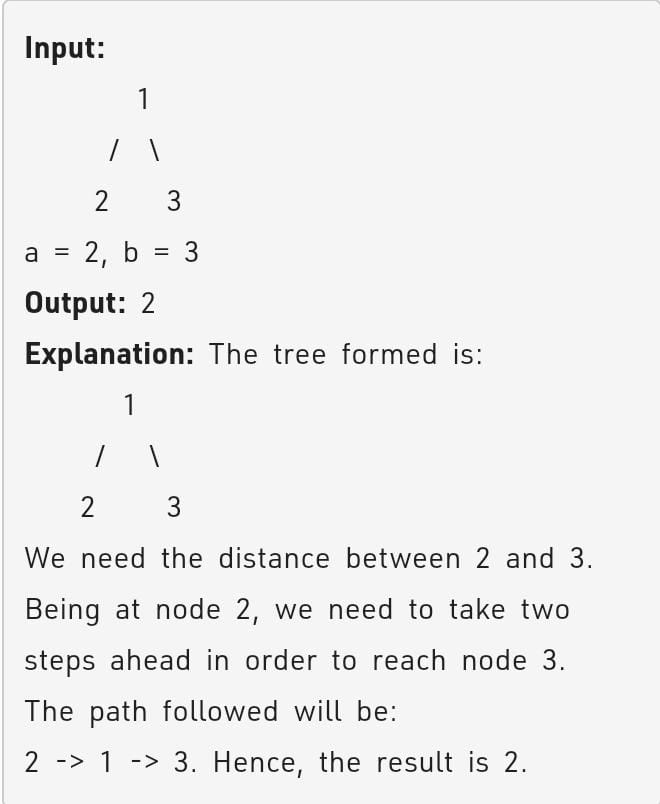 Input:
1
/ \
2 3
a = 2, b = 3
Output: 2
Explanation: The tree formed is:
1
/ \
2 3
We need the distance between 2 and 3.
Being at node 2, we need to take two
steps ahead in order to reach node 3.
The path followed will be:
2 -> 1 -> 3. Hence, the result is 2.